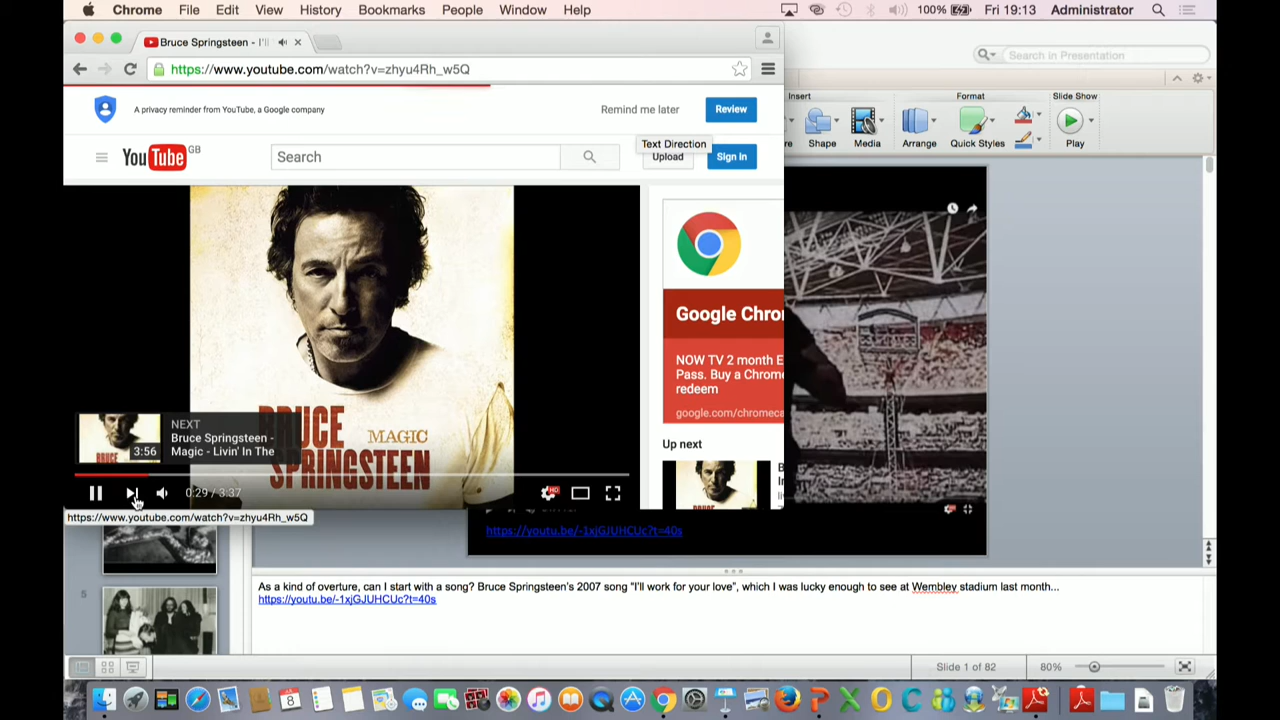 Chrome File Edit View History Bookmarks People Window Help 100% Fri 19:13 Administrator
Bruce Springsteen - I'll
Search in Presentation
https://www.youtube.com/watch?v=zhyu4Rh_w5Q
Insert Format Slide Show
A privacy reminder from YouTube, a Google company Remind me later Review
Shape Media Arrange Quick Styles Play
Text Direction
YouTube GB Search Upload Sign in
Google Chro
NOW TV 2 month E
Pass. Buy a Chrome
redeem
google.com/chromeca
BRUCE MAGIC
SPRINGSTEEN
NEXT
Bruce Springsteen -
Magic - Livin' In The
3:56
Up next
0:29 / 3:37
HD
https://www.youtube.com/watch?v=zhyu4Rh_w5Q
https://youtu.be/-1xjGJUHCUc?t=40s
5
As a kind of overture, can I start with a song? Bruce Springsteen's 2007 song "I'll work for your love", which I was lucky enough to see at Wembley stadium last month...
https://youtu.be/-1xjGJUHCUc?t=40s
Slide 1 of 82 80%